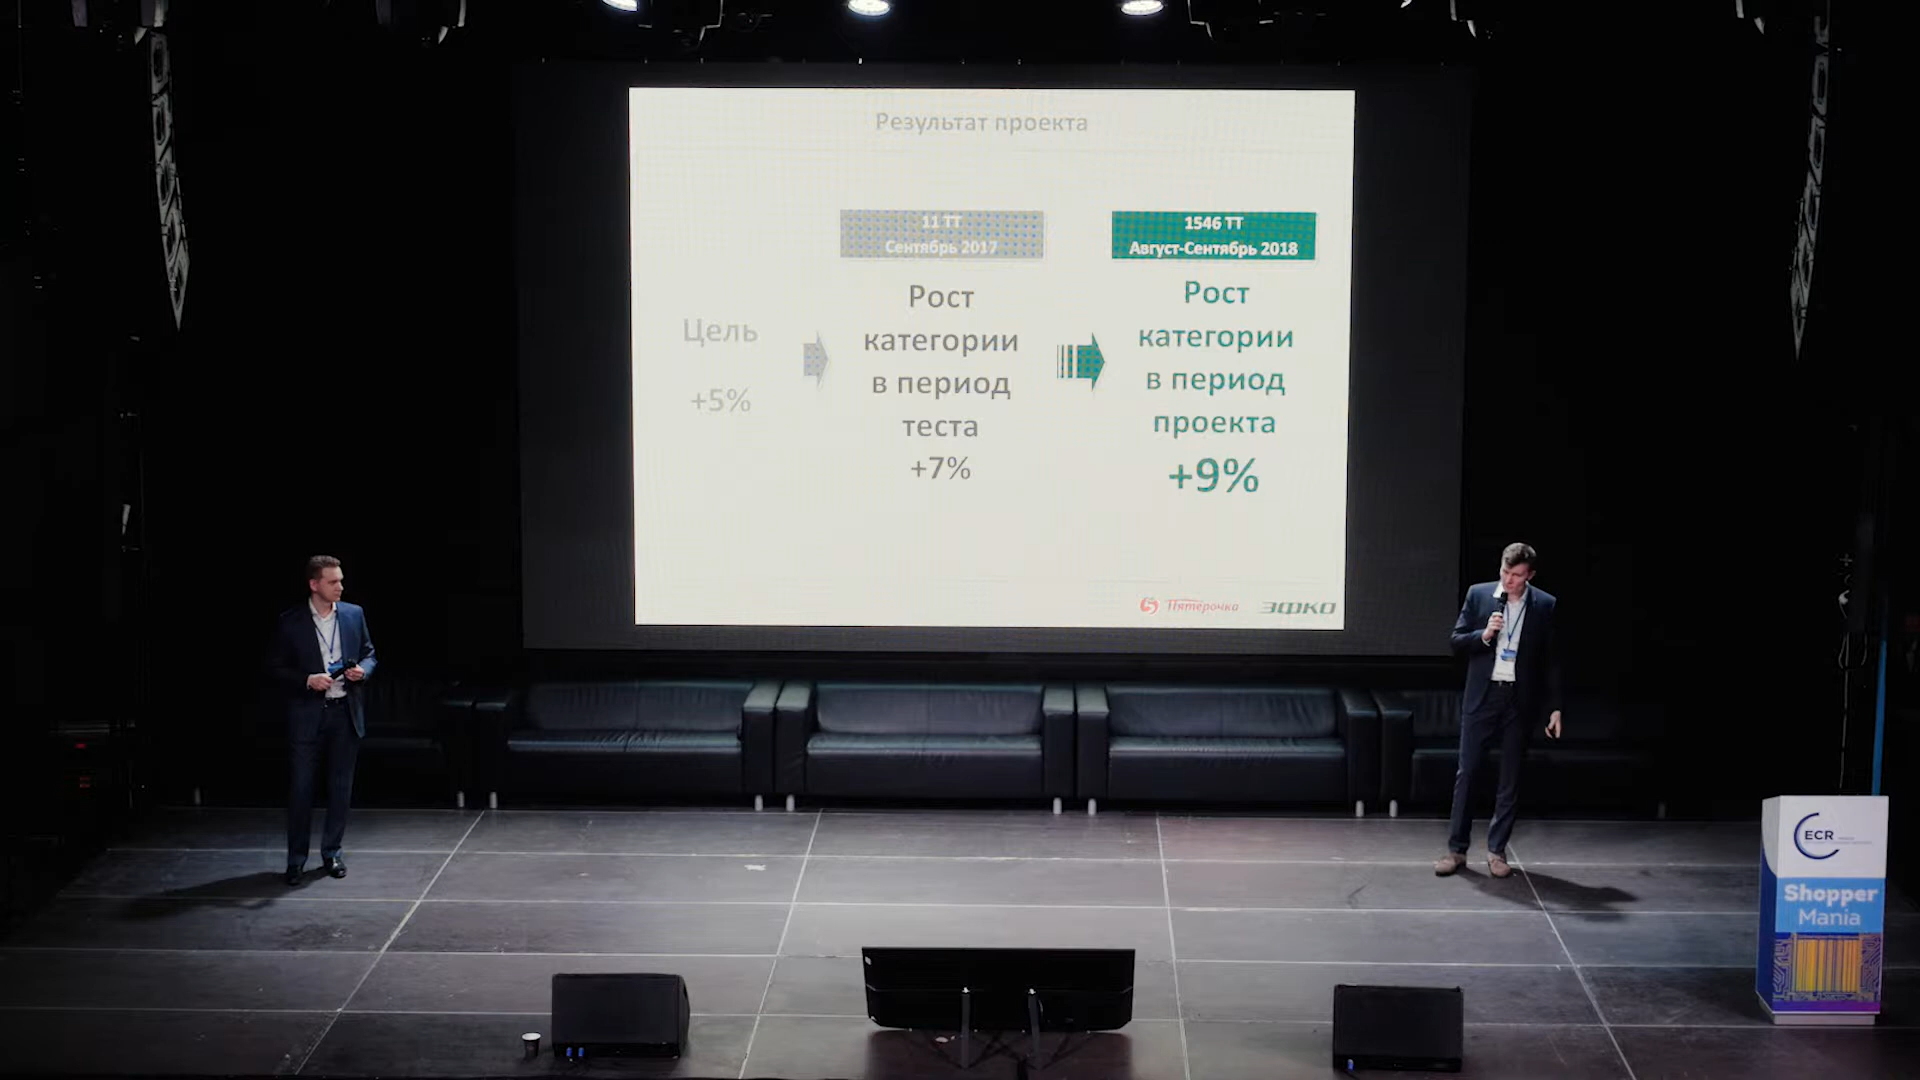 Результат проекта
11 ТТ
Сентябрь 2017
1546 ТТ
Август-Сентябрь 2018
Цель
+5%
Рост
категории
в период
теста
+7%
Рост
категории
в период
проекта
+9%
5 Пятёрочка
ЭФКО
ECR
Shopper
Mania